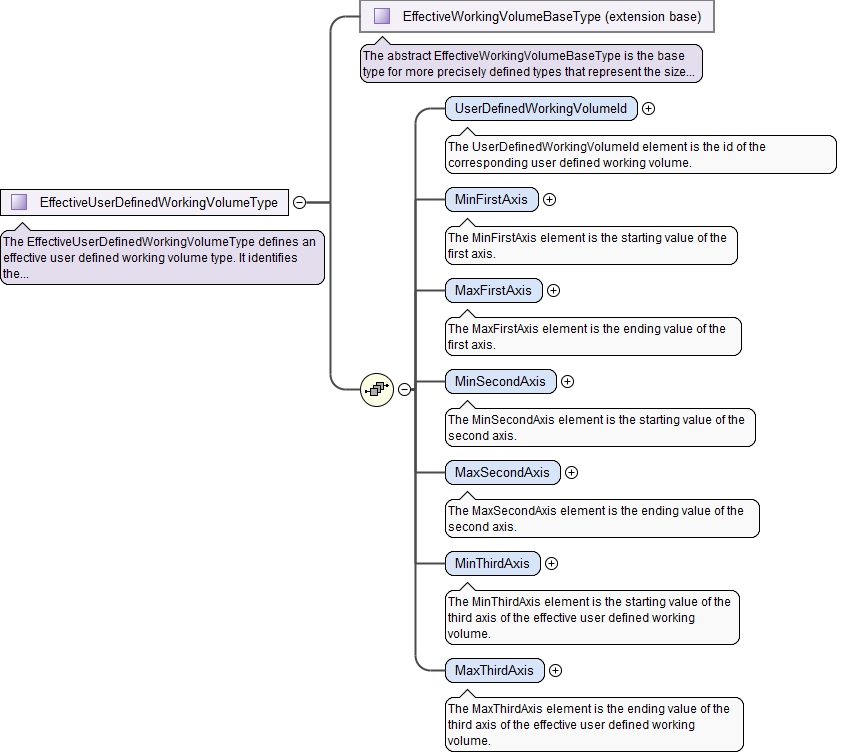 EffectiveWorkingVolumeBaseType (extension base)
The abstract EffectiveWorkingVolumeBaseType is the base
type for more precisely defined types that represent the size...
UserDefinedWorkingVolumeId
The UserDefinedWorkingVolumeId element is the id of the
corresponding user defined working volume.
EffectiveUserDefinedWorkingVolumeType
The EffectiveUserDefinedWorkingVolumeType defines an
effective user defined working volume type. It identifies
the...
MinFirstAxis
The MinFirstAxis element is the starting value of the
first axis.
MaxFirstAxis
The MaxFirstAxis element is the ending value of the
first axis.
MinSecondAxis
The MinSecondAxis element is the starting value of the
second axis.
MaxSecondAxis
The MaxSecondAxis element is the ending value of the
second axis.
MinThirdAxis
The MinThirdAxis element is the starting value of the
third axis of the effective user defined working
volume.
MaxThirdAxis
The MaxThirdAxis element is the ending value of the
third axis of the effective user defined working
volume.